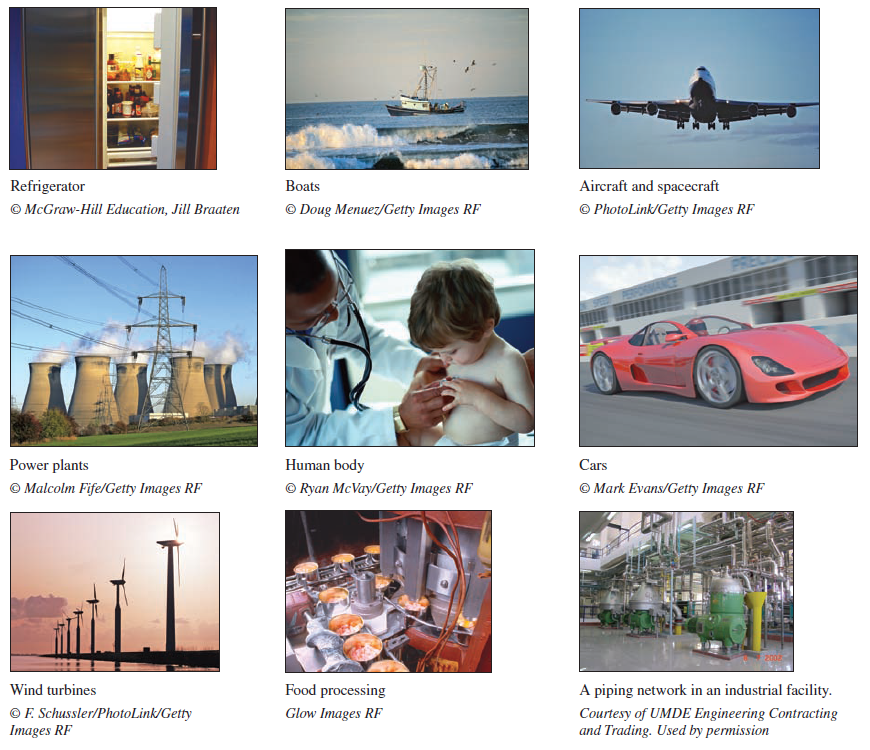 Refrigerator
© McGraw-Hill Education, Jill Braaten
Boats
© Doug Menuez/Getty Images RF
Aircraft and spacecraft
© PhotoLink/Getty Images RF
PERFORMANCE
Power plants
© Malcolm Fife/Getty Images RF
Human body
© Ryan McVay/Getty Images RF
Cars
© Mark Evans/Getty Images RF
2002
Wind turbines
© F. Schussler/PhotoLink/Getty
Images RF
Food processing
Glow Images RF
A piping network in an industrial facility.
Courtesy of UMDE Engineering Contracting
and Trading. Used by permission